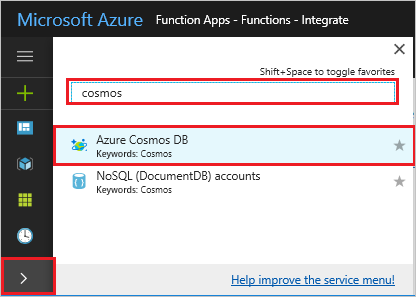 Microsoft Azure Function Apps - Functions - Integrate
Shift+Space to toggle favorites
cosmos
Azure Cosmos DB
Keywords: Cosmos
NoSQL (DocumentDB) accounts
Keywords: Cosmos
Help improve the service menu!